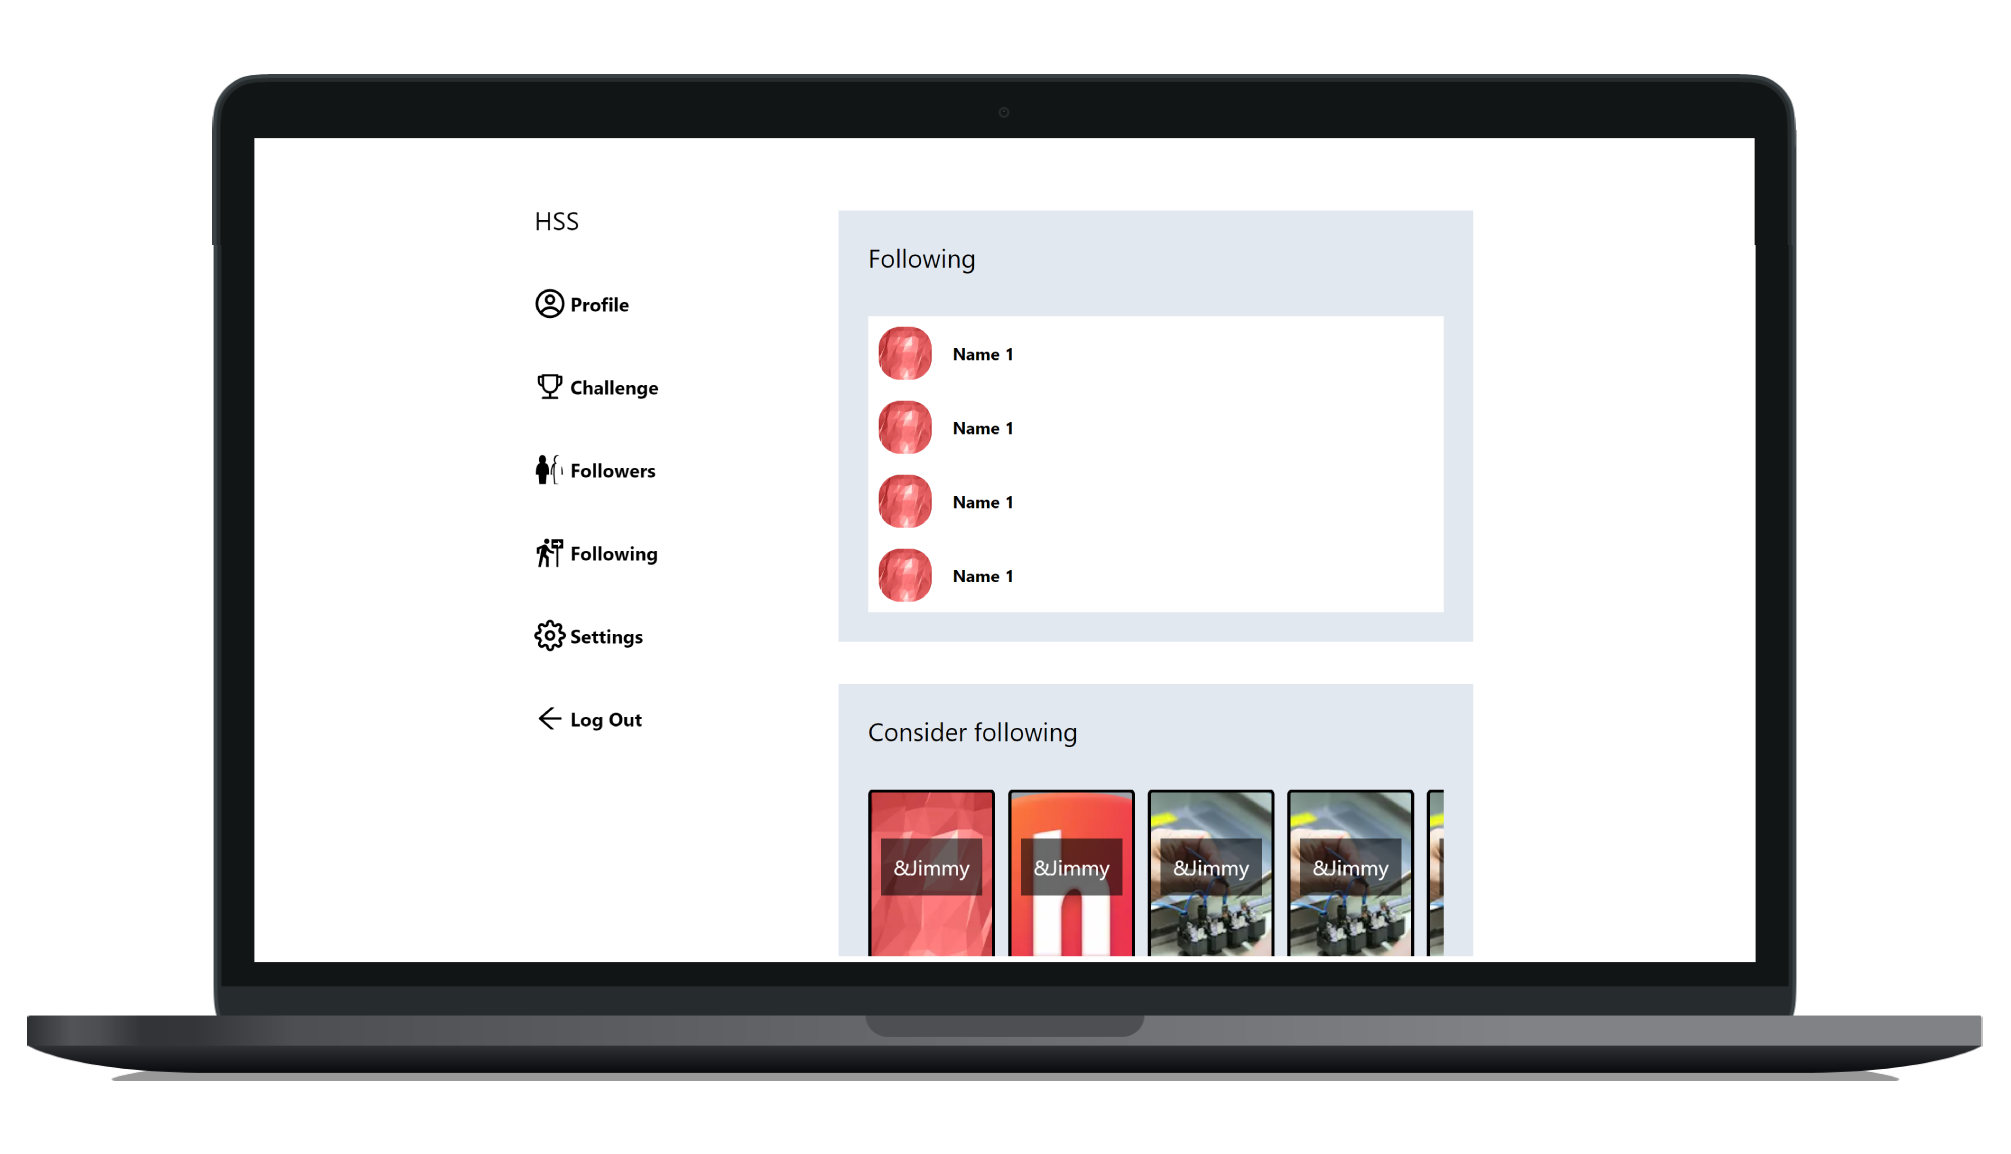 HSS
Profile
Challenge
Followers
Following
Settings
Log Out
Following
Name 1
Name 1
Name 1
Name 1
Consider following
&Jimmy
&Jimmy
&Jimmy
&Jimmy